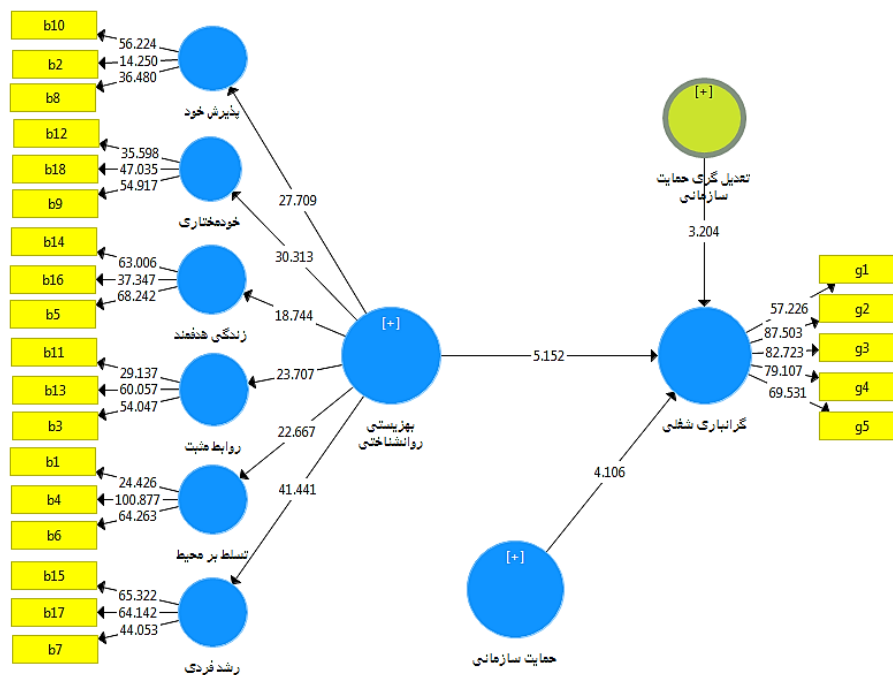 b10
56.224
b2
14.250
b8
36.480
پذیرش خود
b12
35.598
b18
47.035
b9
54.917
خودمختاری
b14
63.006
b16
37.347
b5
68.242
زندگی هدفمند
b11
29.137
b13
60.057
b3
54.047
روابط مثبت
b1
24.426
b4
100.877
b6
64.263
تسلط بر محیط
b15
65.322
b17
64.142
b7
44.053
رشد فردی
27.709
30.313
18.744
23.707
22.667
41.441
[+]
بهزیستی
روانشناختی
5.152
[+]
تعدیل گری حمایت
سازمانی
3.204
4.106
[+]
حمایت سازمانی
گرانباری شغلی
57.226
87.503
82.723
79.107
69.531
g1
g2
g3
g4
g5